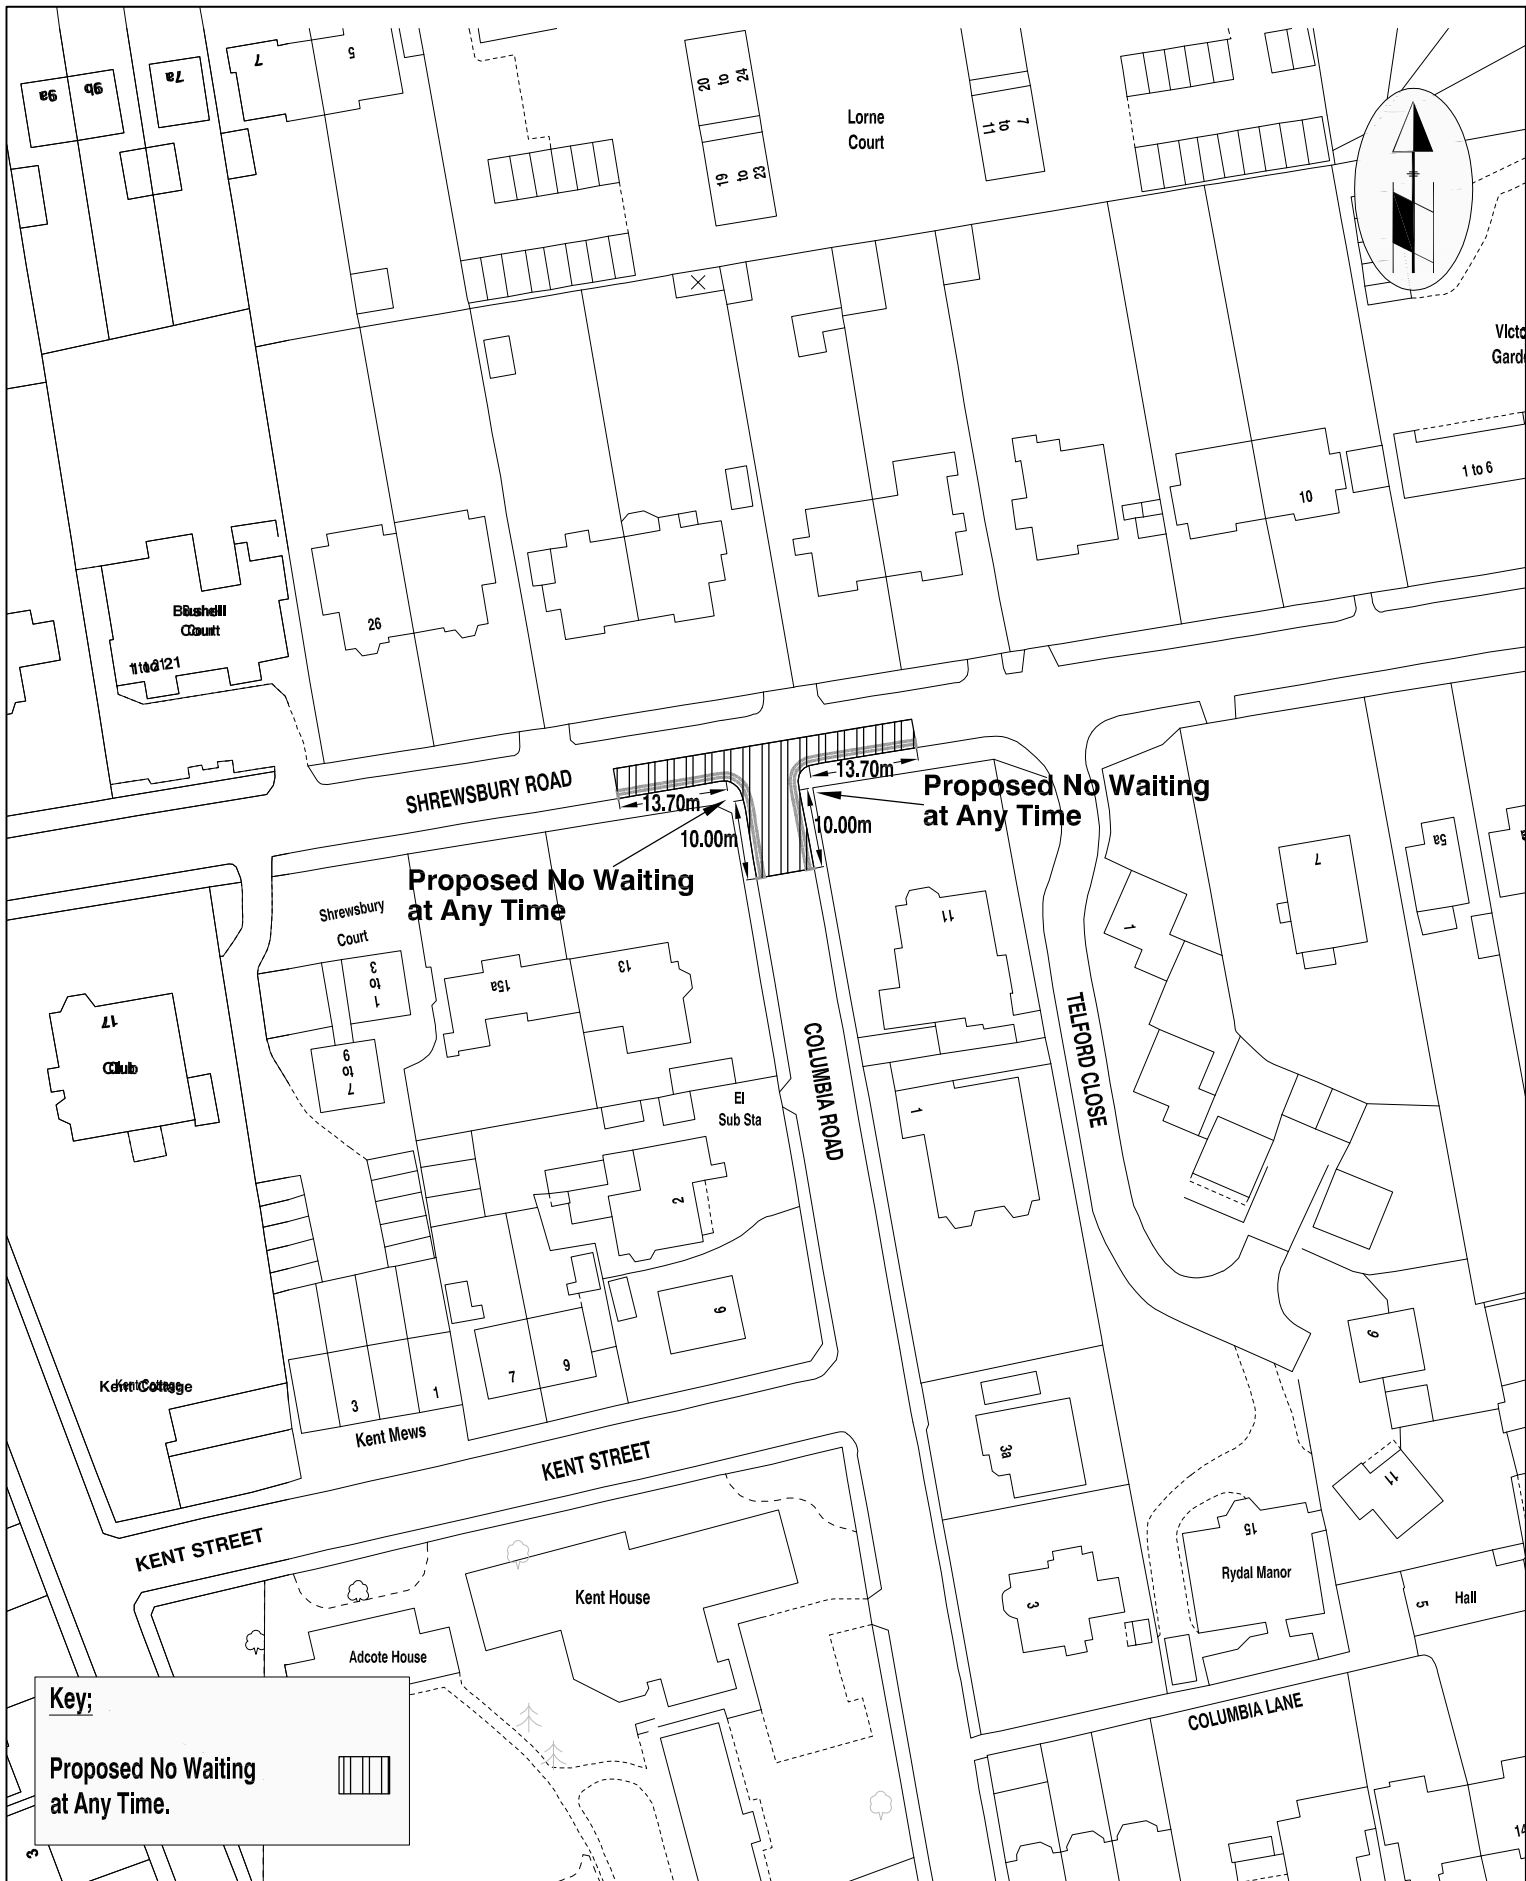 9a
9b
7a
7
5
20
to
24
19
to
23
Lorne
Court
7
to
11
1 to 6
10
26
Bushell
Court
1 to 21
SHREWSBURY ROAD
13.70m
13.70m
10.00m
10.00m
Proposed No Waiting
at Any Time
Proposed No Waiting
at Any Time
Shrewsbury
Court
3
to
1
9
to
7
15a
13
11
17
Club
El
Sub Sta
COLUMBIA ROAD
TELFORD CLOSE
1
7
5a
1
2
6
9
7
9
3
1
Kent Mews
Kent Cottage
KENT STREET
KENT STREET
3a
11
15
Rydal Manor
3
5
Hall
Kent House
Adcote House
COLUMBIA LANE
14
3
Key;
Proposed No Waiting
at Any Time.